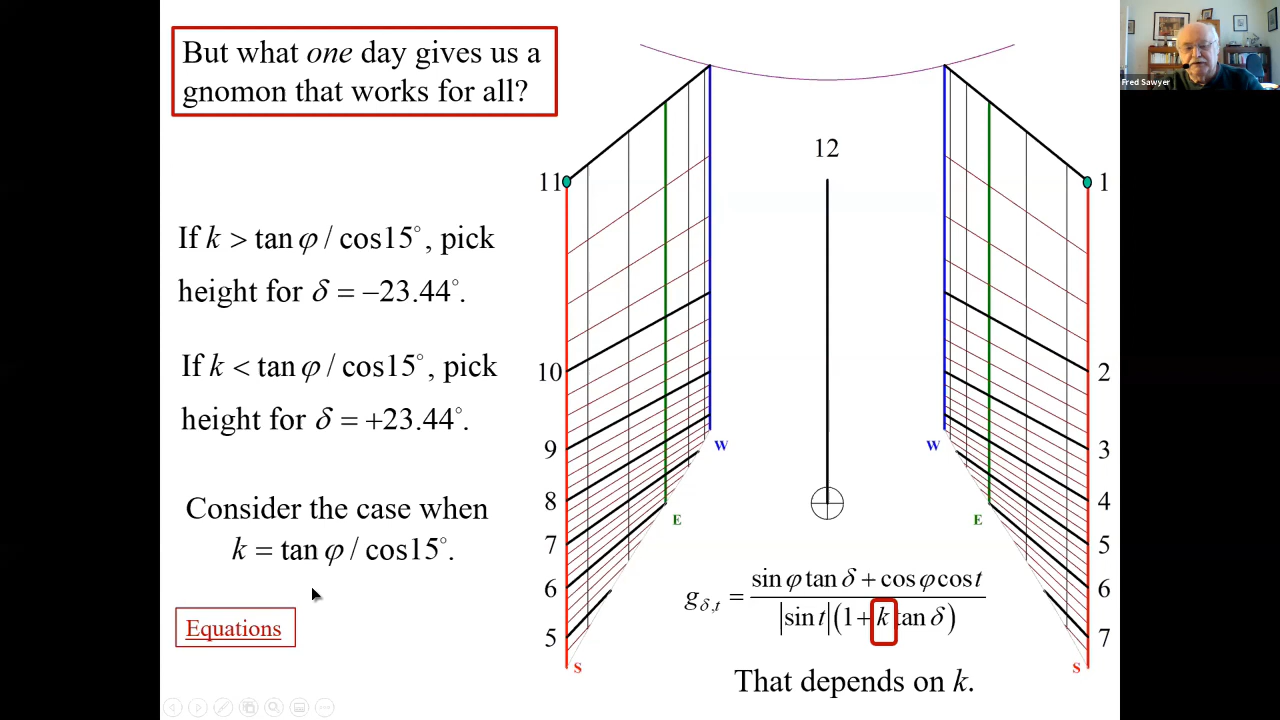 But what one day gives us a
gnomon that works for all?
Fred Sawyer
If k > tan φ / cos15°, pick
height for δ = –23.44°.
If k < tan φ / cos15°, pick
height for δ = +23.44°.
Consider the case when
k = tan φ / cos15°.
Equations
12
11
10
9
8
7
6
5
S
W
E
W
E
1
2
3
4
5
6
7
S
g_{δ,t} = (sin φ tan δ + cos φ cos t) / (|sin t|(1 + k tan δ))
That depends on k.